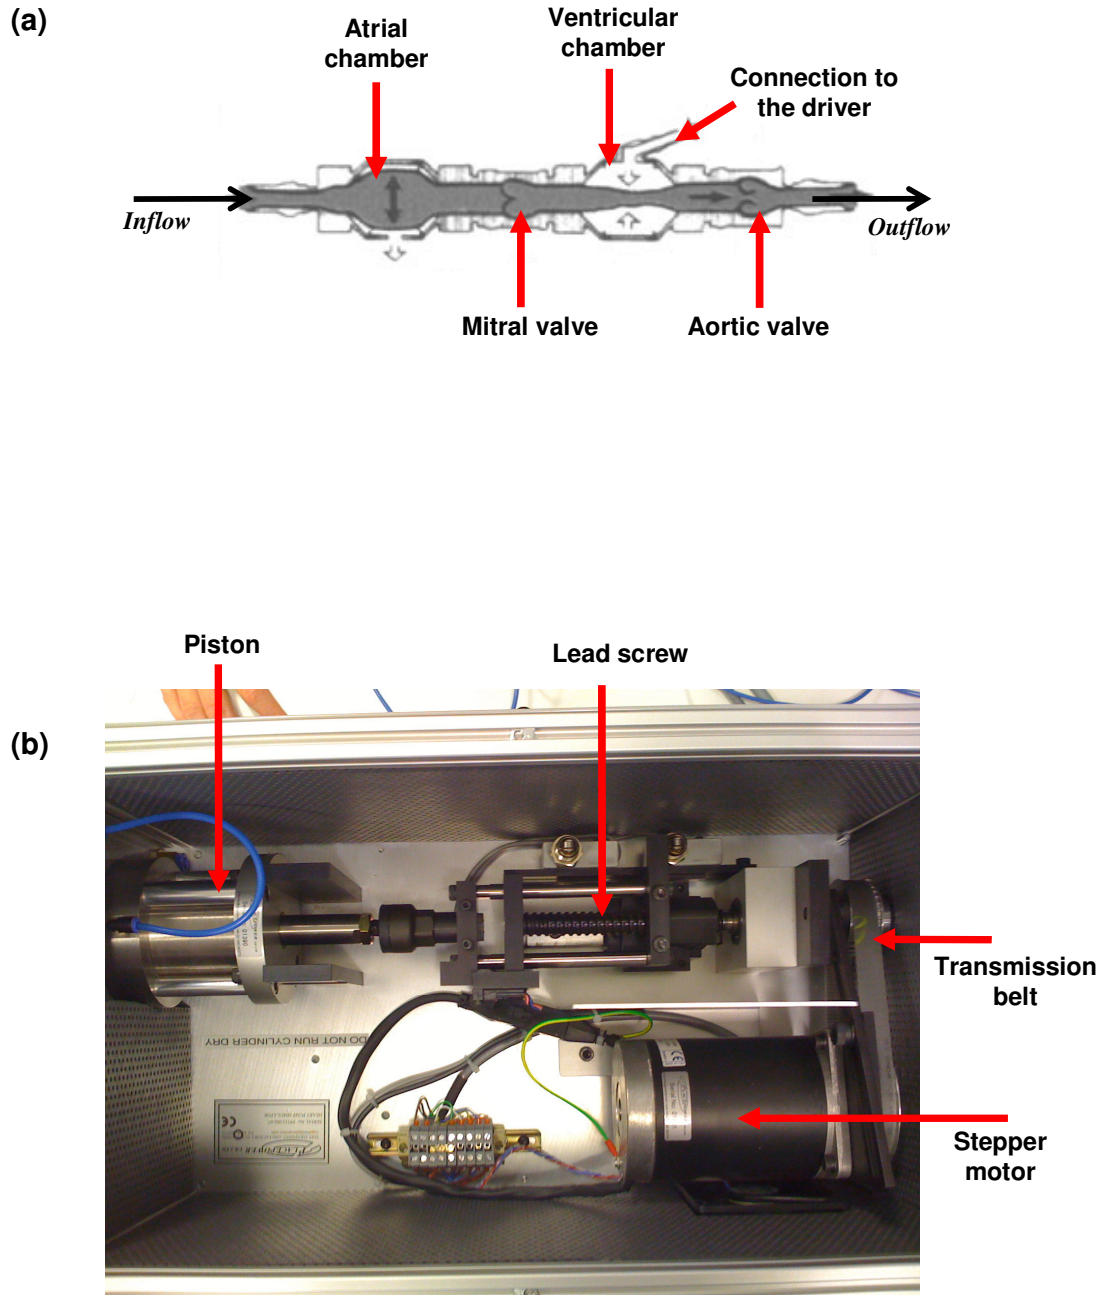 (a)
Atrial
chamber
Ventricular
chamber
Connection to
the driver
Inflow
Outflow
Mitral valve
Aortic valve
Piston
Lead screw
(b)
Transmission
belt
DO NOT RUN CYLINDER DRY
Stepper
motor